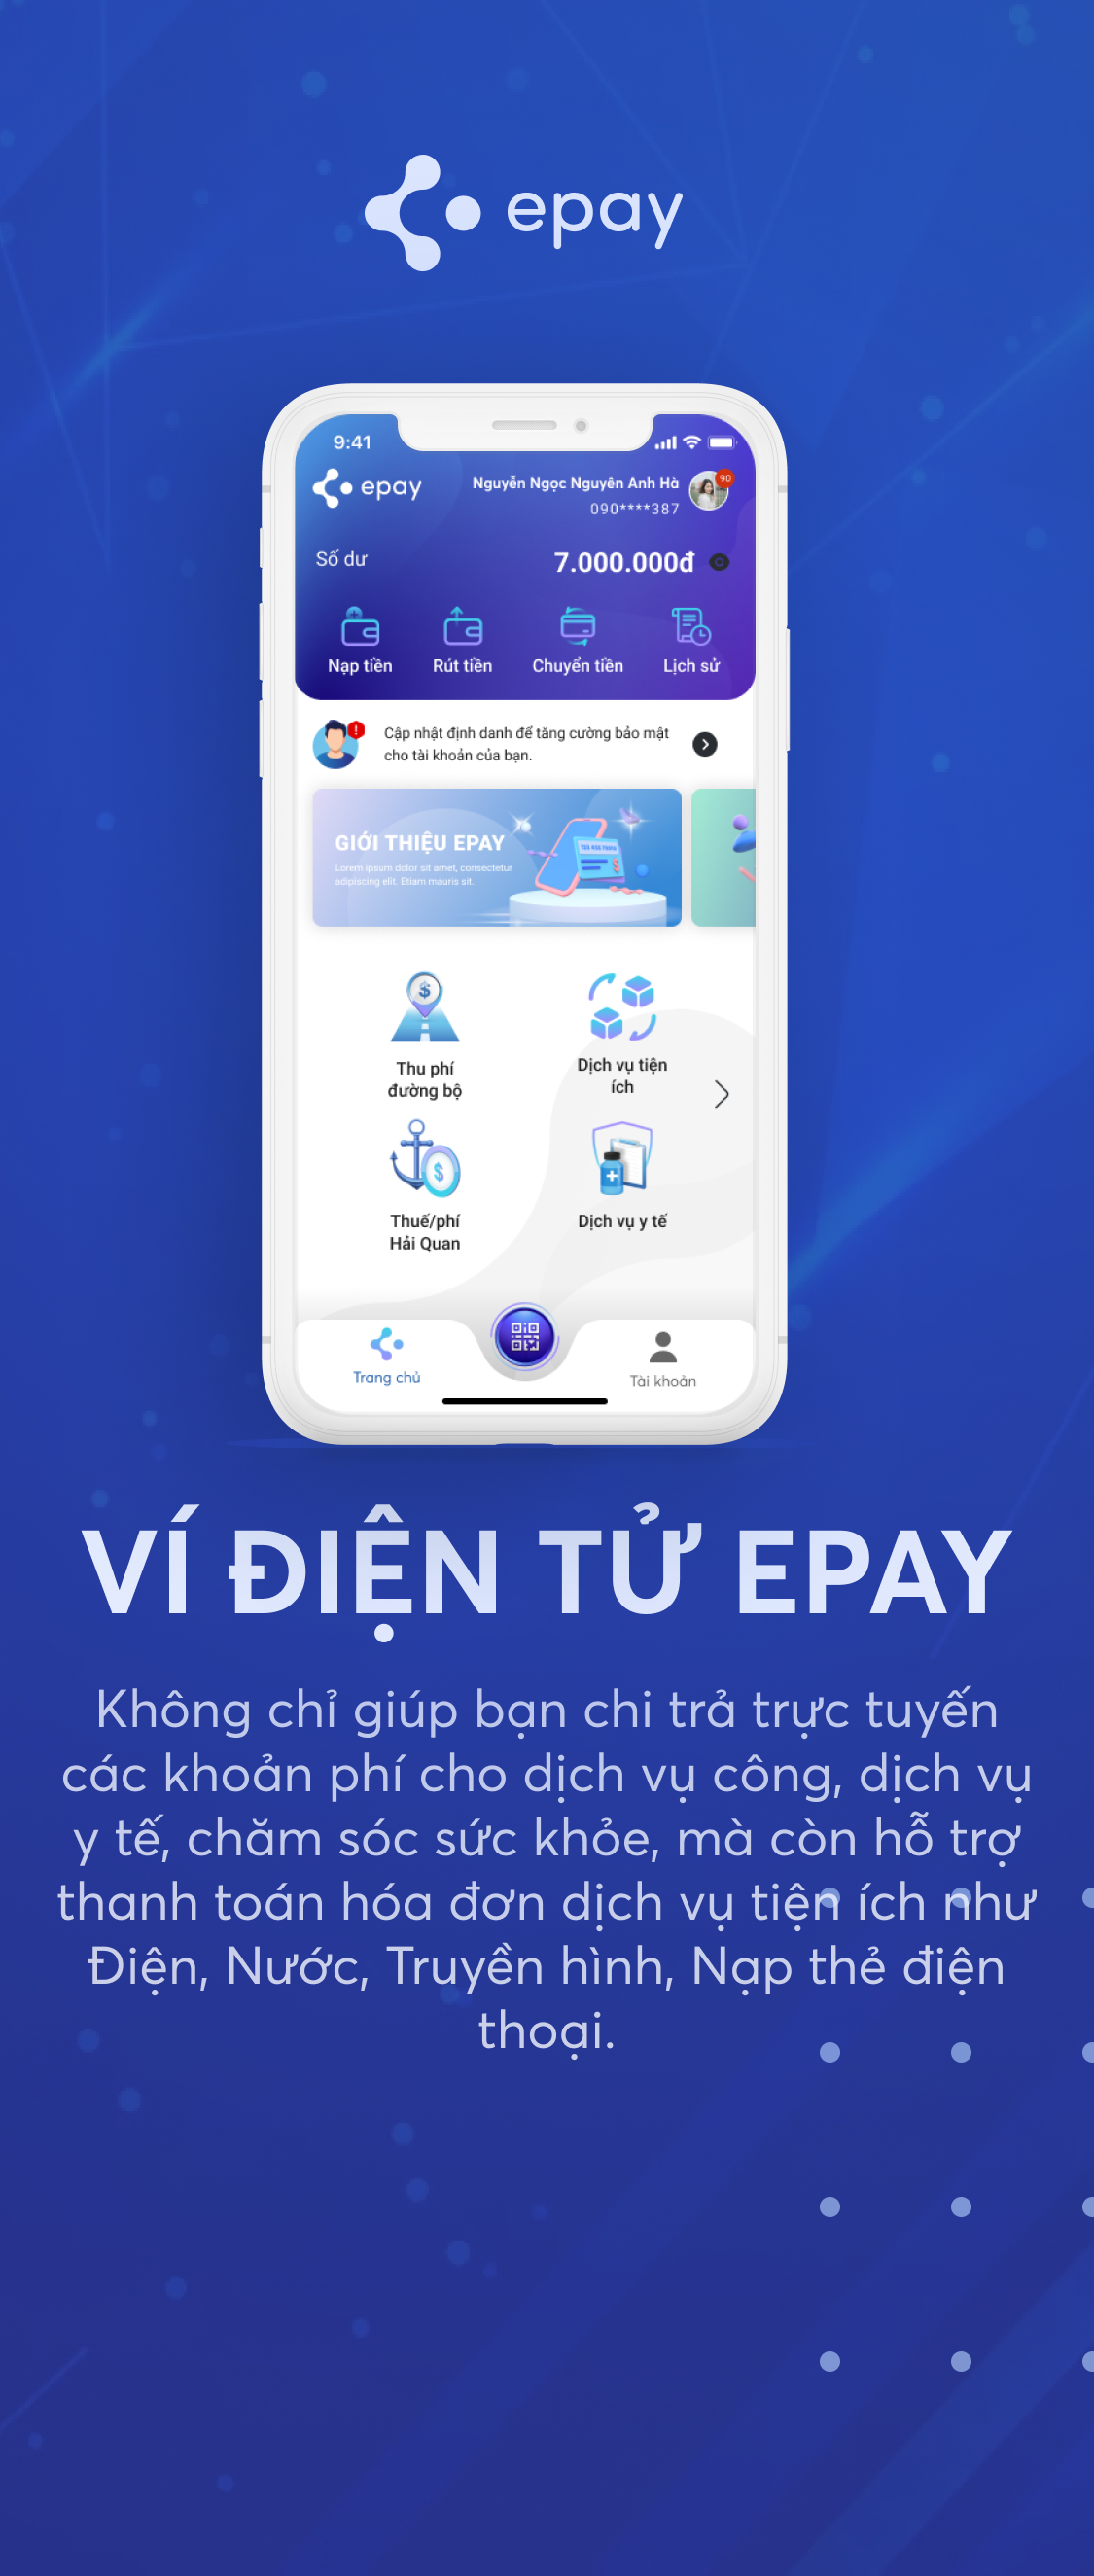 epay
9:41
epay
Nguyễn Ngọc Nguyên Anh Hà
90
090****387
Số dư
7.000.000đ
Nạp tiền
Rút tiền
Chuyển tiền
Lịch sử
Cập nhật định danh để tăng cường bảo mật
cho tài khoản của bạn.
GIỚI THIỆU EPAY
Lorem ipsum dolor sit amet, consectetur
adipiscing elit. Etiam mauris sit.
Thu phí
đường bộ
Dịch vụ tiện
ích
Thuế/phí
Hải Quan
Dịch vụ y tế
Trang chủ
Tài khoản
VÍ ĐIỆN TỬ EPAY
Không chỉ giúp bạn chi trả trực tuyến
các khoản phí cho dịch vụ công, dịch vụ
y tế, chăm sóc sức khỏe, mà còn hỗ trợ
thanh toán hóa đơn dịch vụ tiện ích như
Điện, Nước, Truyền hình, Nạp thẻ điện
thoại.